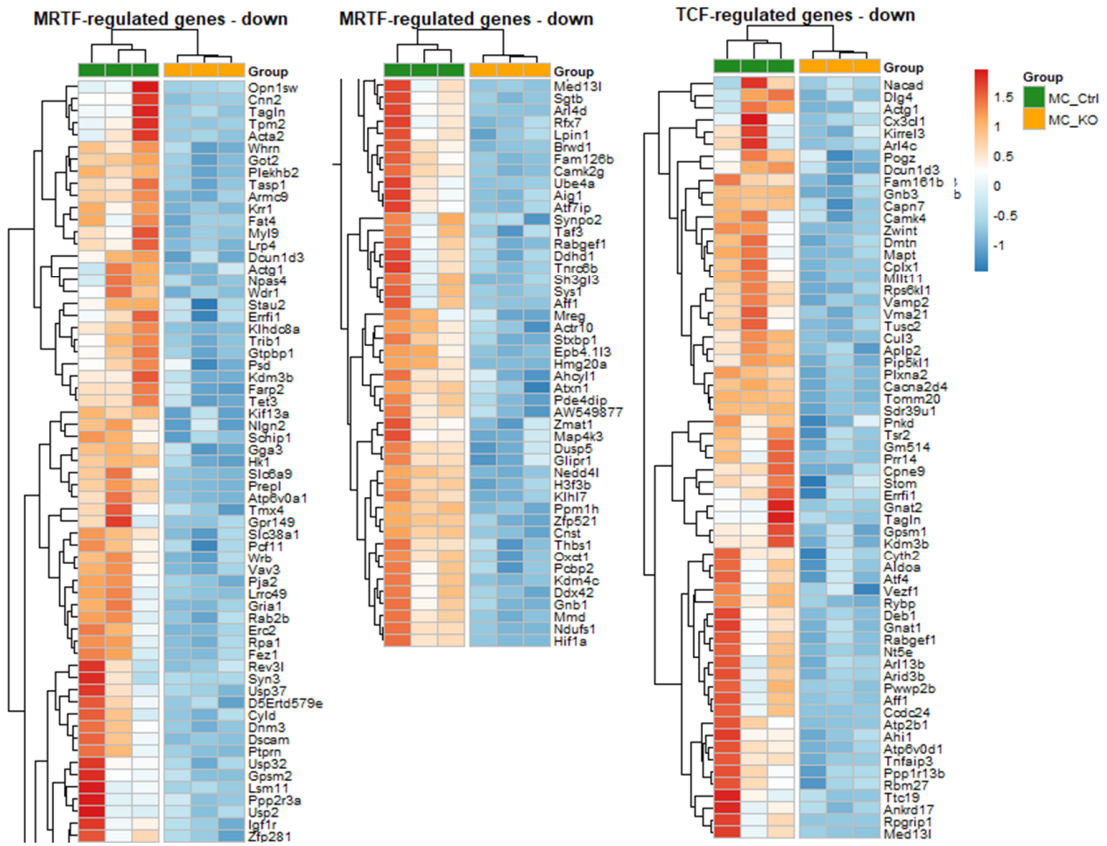 MRTF-regulated genes - down
Group
Opn1sw
Cnn2
Tagln
Tpm2
Acta2
Whrn
Got2
Plekhb2
Tasp1
Armc9
Krr1
Fat4
Myl9
Lrp4
Dcun1d3
Actg1
Npas4
Wdr1
Stau2
Errfi1
Klhdc8a
Trib1
Gtpbp1
Psd
Kdm3b
Farp2
Tet3
Kif13a
Nlgn2
Schip1
Gga3
Hk1
Slc6a9
Prepl
Atp6v0a1
Tmx4
Gpr149
Slc38a1
Pcf11
Wrb
Vav3
Pja2
Lrrc49
Gria1
Rab2b
Erc2
Rpa1
Fez1
Rev3l
Syn3
Usp37
D5Ertd579e
Cyld
Dnm3
Dscam
Ptprn
Usp32
Gpsm2
Lsm11
Ppp2r3a
Usp2
Igf1r
Zfp281
MRTF-regulated genes - down
Group
Med13l
Sgtb
Arl4d
Rfx7
Lpin1
Brwd1
Fam126b
Camk2g
Ube4a
Aig1
Atf7ip
Synpo2
Taf3
Rabgef1
Ddhd1
Tnrc6b
Sh3gl3
Sys1
Aff1
Mreg
Actr10
Stxbp1
Epb4.1l3
Hmg20a
Ahcyl1
Atxn1
Pde4dip
AW549877
Zmat1
Map4k3
Dusp5
Glipr1
Nedd4l
H3f3b
Klhl7
Ppm1h
Zfp521
Cnst
Thbs1
Oxct1
Pcbp2
Kdm4c
Ddx42
Gnb1
Mmd
Ndufs1
Hif1a
TCF-regulated genes - down
Group
Nacad
Dlg4
Actg1
Cx3cl1
Kirrel3
Arl4c
Pogz
Dcun1d3
Fam161b
Gnb3
Capn7
Camk4
Zwint
Dmtn
Mapt
Cplx1
Mllt11
Rps6kl1
Vamp2
Vma21
Tusc2
Cul3
Aplp2
Pip5kl1
Plxna2
Cacna2d4
Tomm20
Sdr39u1
Pnkd
Tsr2
Gm514
Prr14
Cpne9
Stom
Errfi1
Gnat2
Tagln
Gpsm1
Kdm3b
Cyth2
Aldoa
Atf4
Vezf1
Rybp
Deb1
Gnat1
Rabgef1
Nt5e
Arl13b
Arid3b
Pwwp2b
Aff1
Ccdc24
Atp2b1
Ahi1
Atp6v0d1
Tnfaip3
Ppp1r13b
Rbm27
Ttc19
Ankrd17
Rpgrip1
Med13l
b
1.5
1
0.5
0
-0.5
-1
Group
MC_Ctrl
MC_KO